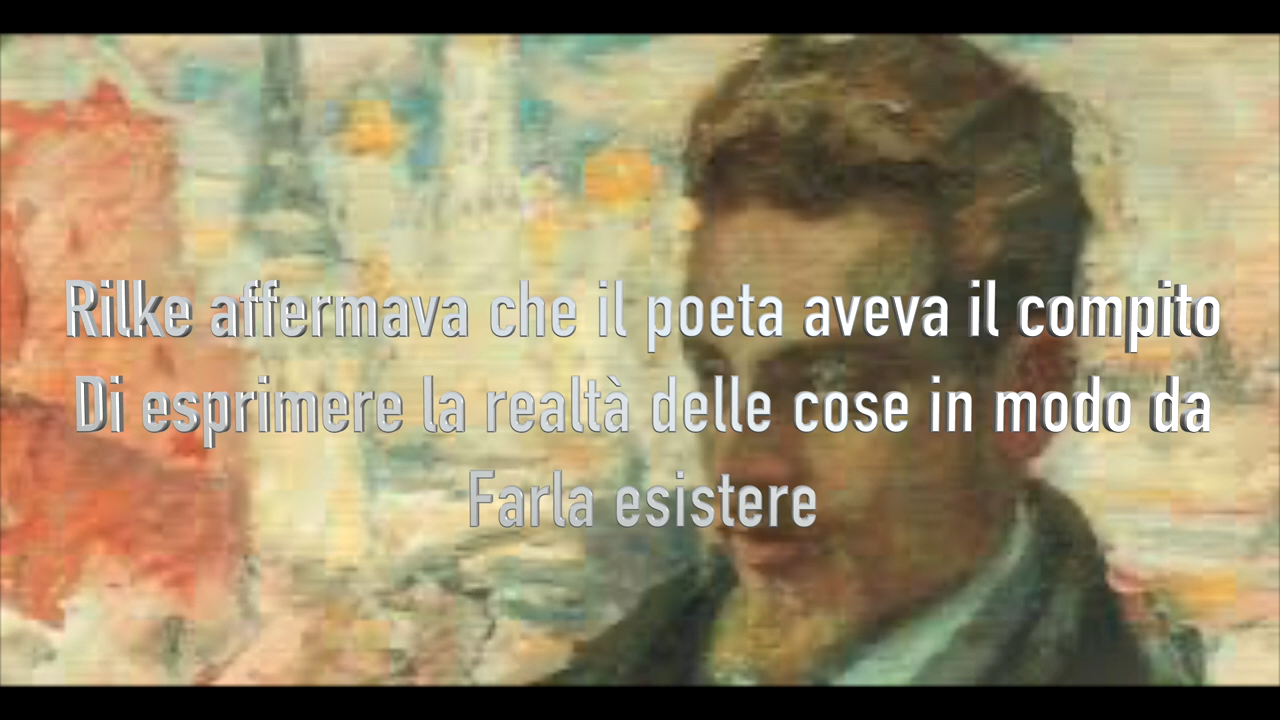 Rilke affermava che il poeta aveva il compito
Di esprimere la realtà delle cose in modo da
Farla esistere